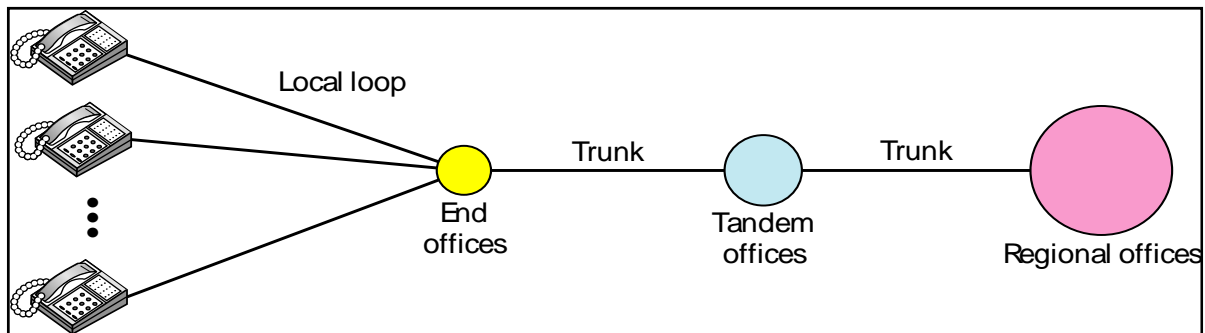 Local loop
Trunk
Trunk
End
offices
Tandem
offices
Regional offices